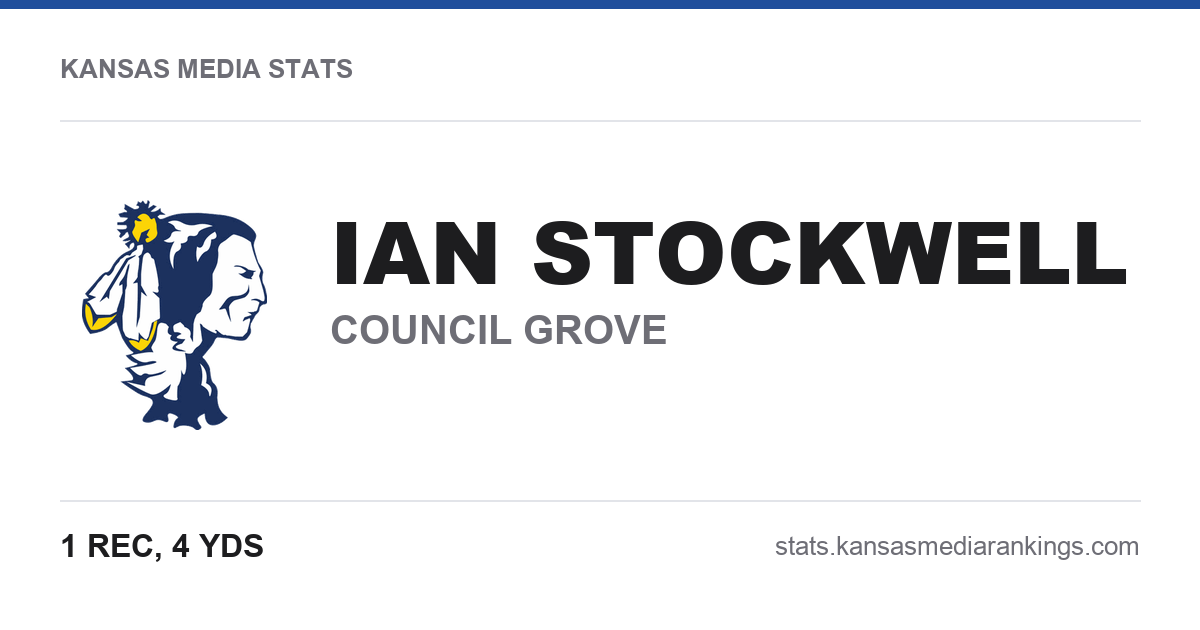 KANSAS MEDIA STATS
IAN STOCKWELL
COUNCIL GROVE
1 REC, 4 YDS
stats.kansasmediarankings.com